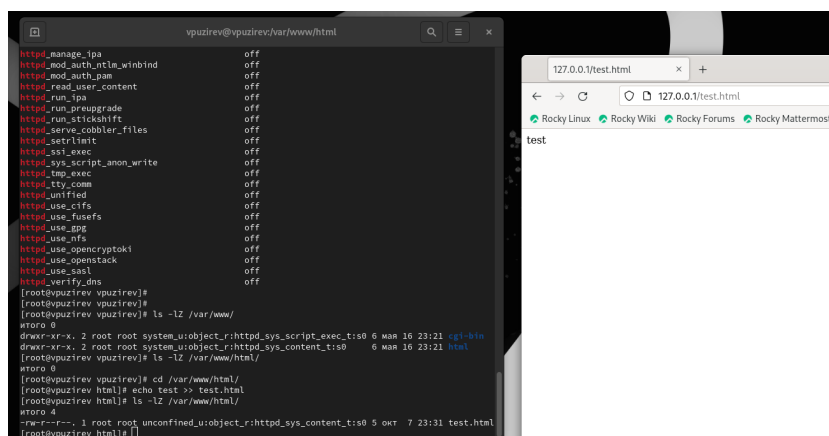 vpuzirev@vpuzirev:/var/www/html
httpd_manage_ipa off
httpd_mod_auth_ntlm_winbind off
httpd_mod_auth_pam off
httpd_read_user_content off
httpd_run_ipa off
httpd_run_preupgrade off
httpd_run_stickshift off
httpd_serve_cobbler_files off
httpd_setrlimit off
httpd_ssi_exec off
httpd_sys_script_anon_write off
httpd_tmp_exec off
httpd_tty_comm off
httpd_unified off
httpd_use_cifs off
httpd_use_fusefs off
httpd_use_gpg off
httpd_use_nfs off
httpd_use_opencryptoki off
httpd_use_openstack off
httpd_use_sasl off
httpd_verify_dns off
[root@vpuzirev vpuzirev]#
[root@vpuzirev vpuzirev]#
[root@vpuzirev vpuzirev]# ls -lZ /var/www/
итого 0
drwxr-xr-x. 2 root root system_u:object_r:httpd_sys_script_exec_t:s0 6 мая 16 23:21 cgi-bin
drwxr-xr-x. 2 root root system_u:object_r:httpd_sys_content_t:s0 6 мая 16 23:21 html
[root@vpuzirev vpuzirev]# ls -lZ /var/www/html/
итого 0
[root@vpuzirev vpuzirev]# cd /var/www/html/
[root@vpuzirev html]# echo test >> test.html
[root@vpuzirev html]# ls -lZ /var/www/html/
итого 4
-rw-r--r--. 1 root root unconfined_u:object_r:httpd_sys_content_t:s0 5 окт 7 23:31 test.html
[root@vpuzirev html]#
127.0.0.1/test.html
127.0.0.1/test.html
Rocky Linux Rocky Wiki Rocky Forums Rocky Mattermost
test